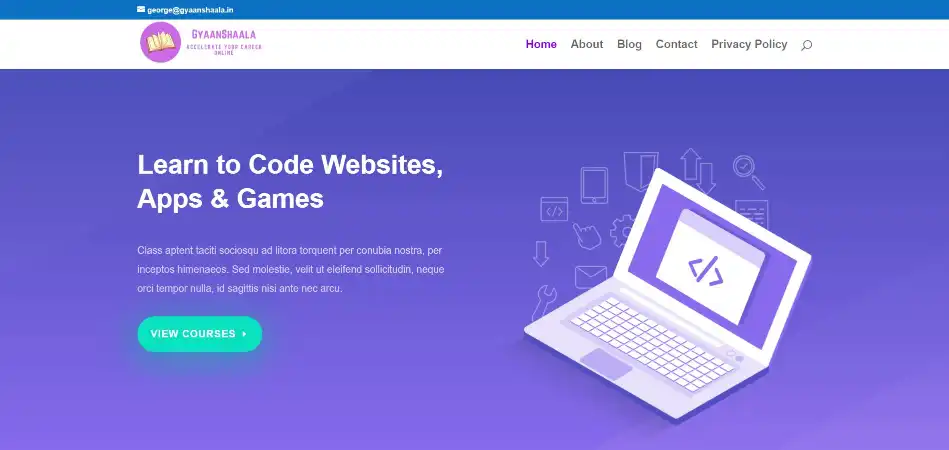 george@gyaanshaala.in
GyaanShaala
Accelerate your career
online
Home About Blog Contact Privacy Policy
Learn to Code Websites,
Apps & Games
Class aptent taciti sociosqu ad litora torquent per conubia nostra, per
inceptos himenaeos. Sed molestie, velit ut eleifend sollicitudin, neque
orci tempor nulla, id sagittis nisi ante nec arcu.
VIEW COURSES